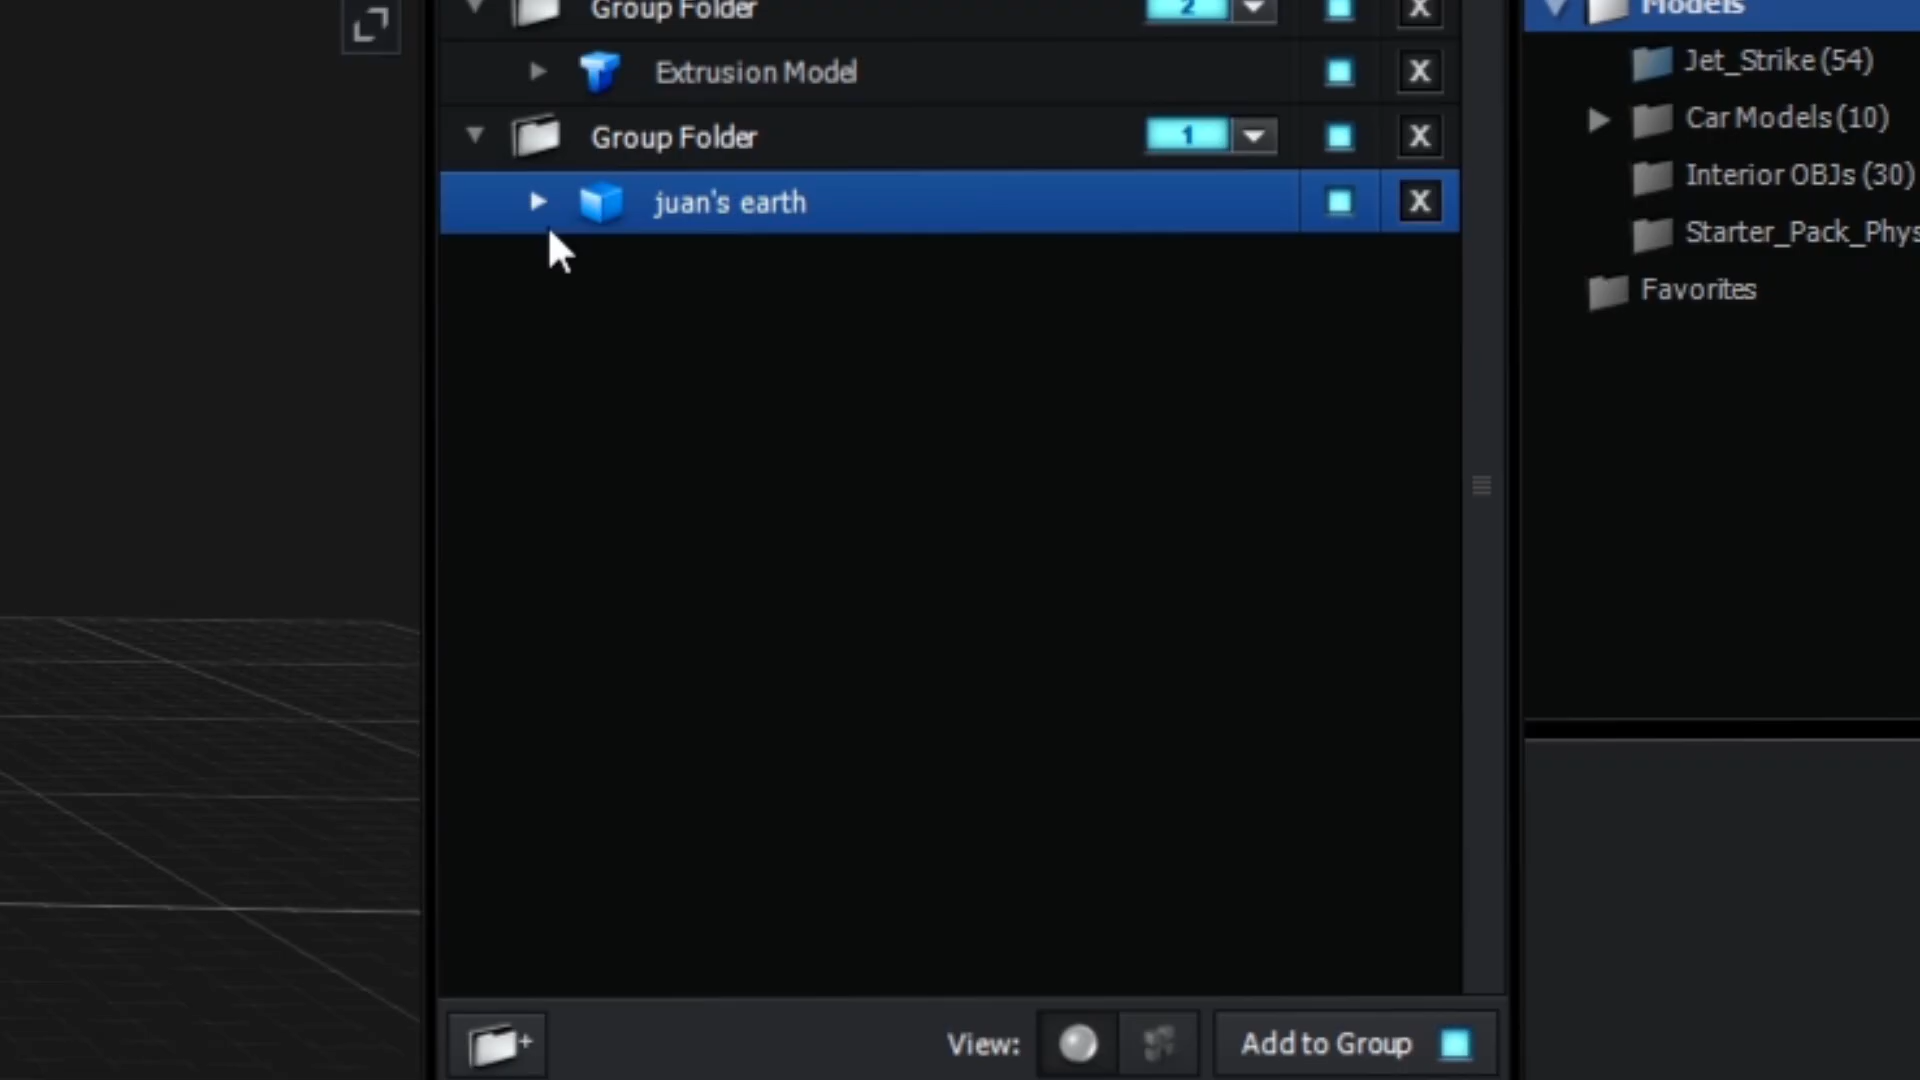 Group Folder 2 X
Extrusion Model X
Group Folder 1 X
juan's earth X
View: Add to Group
Models
Jet_Strike (54)
Car Models (10)
Interior OBJs (30)
Starter_Pack_Phys
Favorites